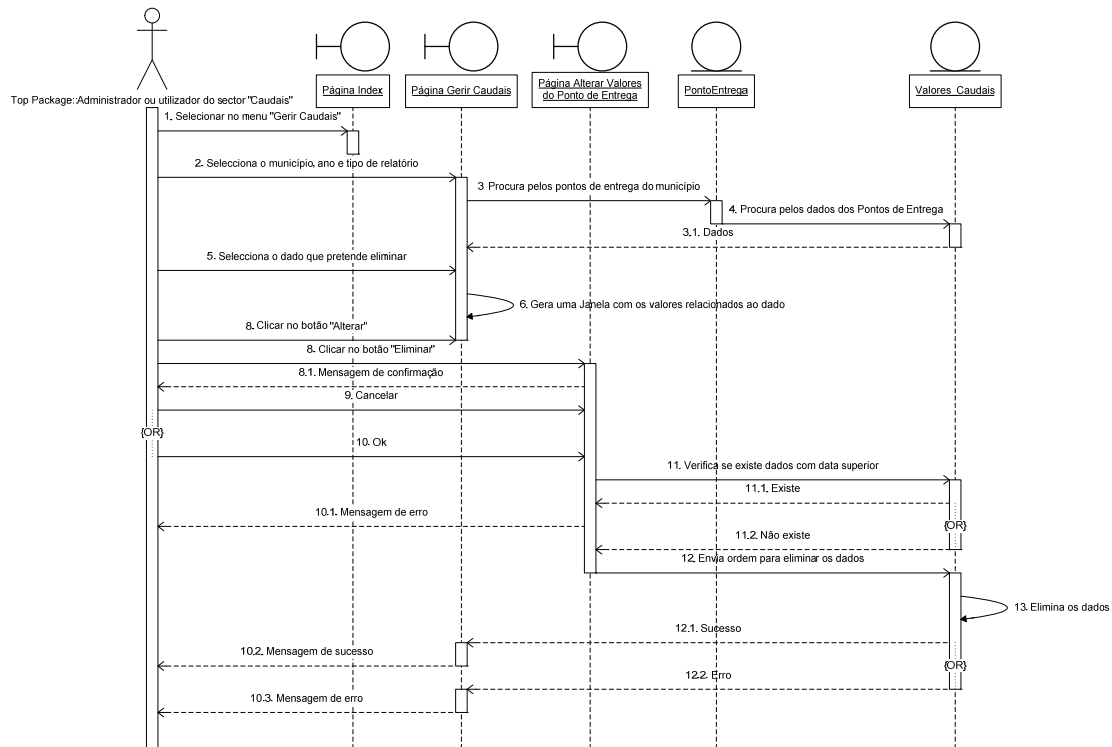 Página Index
Página Gerir Caudais
Página Alterar Valores
do Ponto de Entrega
PontoEntrega
Valores_Caudais
Top Package::Administrador ou utilizador do sector "Caudais"
1. Selecionar no menu "Gerir Caudais"
2. Selecciona o município, ano e tipo de relatório
3. Procura pelos pontos de entrega do município
4. Procura pelos dados dos Pontos de Entrega
3.1. Dados
5. Selecciona o dado que pretende eliminar
6. Gera uma Janela com os valores relacionados ao dado
8. Clicar no botão "Alterar"
8. Clicar no botão "Eliminar"
8.1. Mensagem de confirmação
9. Cancelar
{OR}
10. Ok
11. Verifica se existe dados com data superior
11.1. Existe
10.1. Mensagem de erro
{OR}
11.2. Não existe
12. Envia ordem para eliminar os dados
13. Elimina os dados
12.1. Sucesso
10.2. Mensagem de sucesso
{OR}
12.2. Erro
10.3. Mensagem de erro